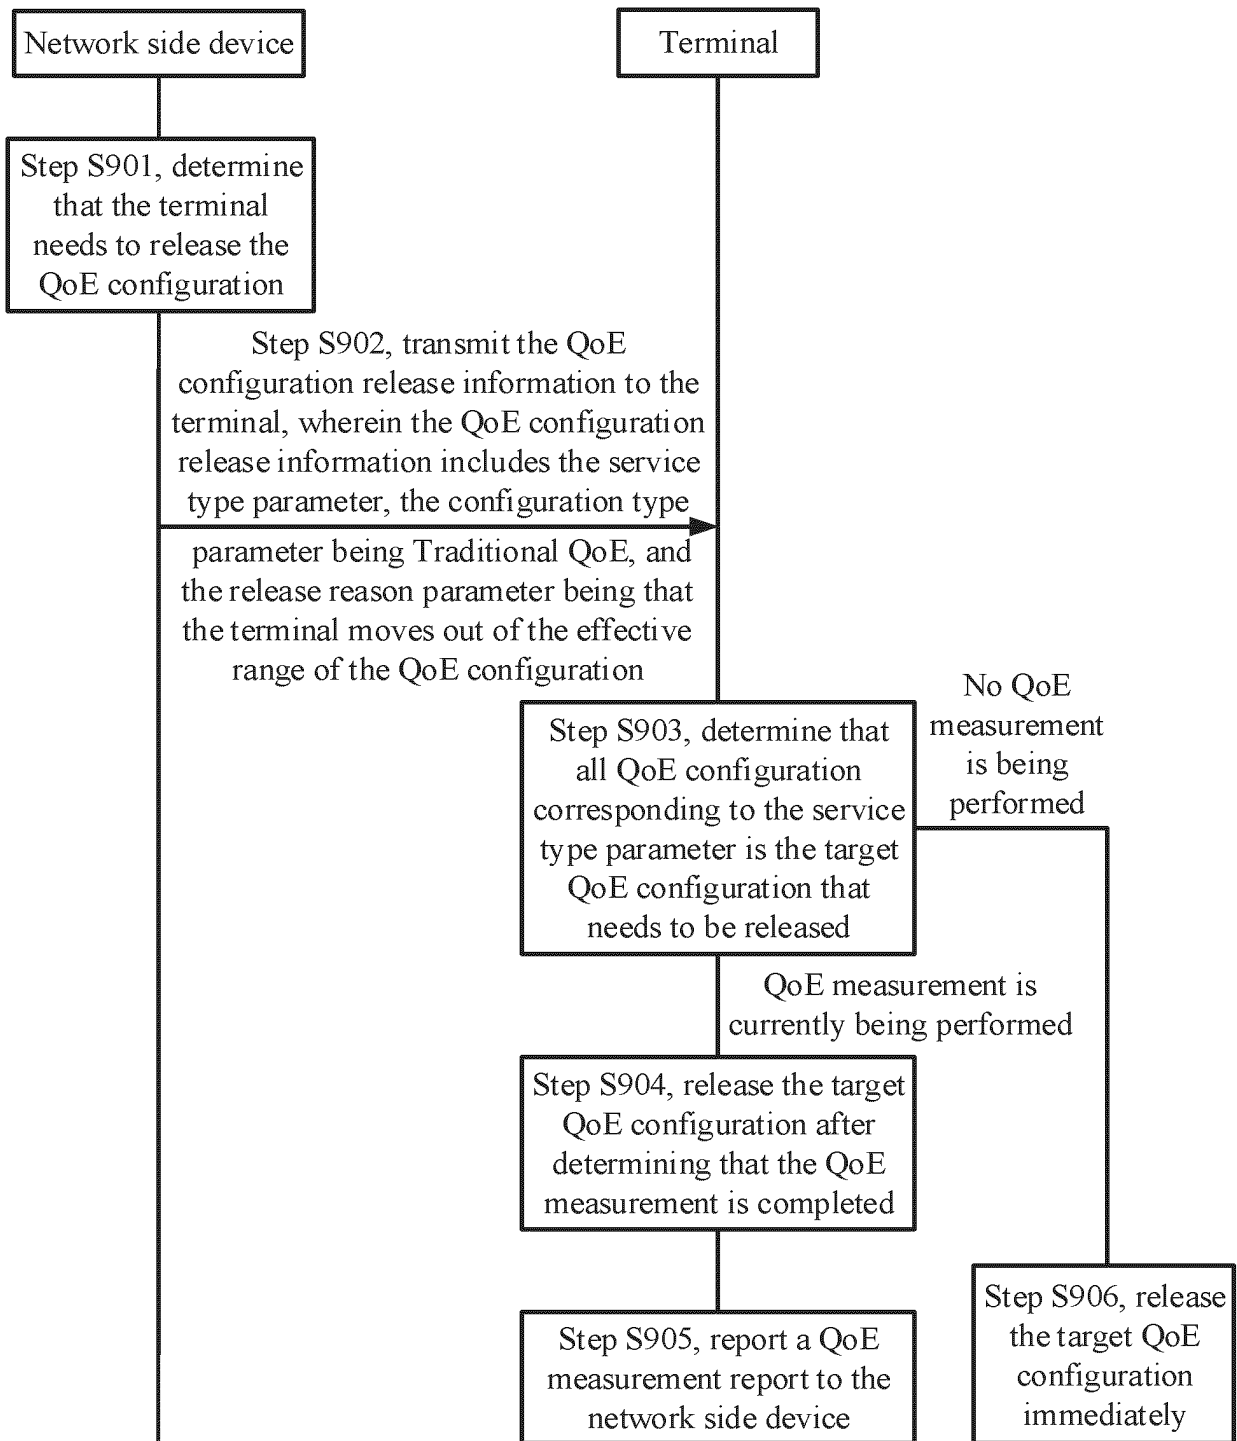 Network side device
Terminal
Step S901, determine
that the terminal
needs to release the
QoE configuration
Step S902, transmit the QoE
configuration release information to the
terminal, wherein the QoE configuration
release information includes the service
type parameter, the configuration type
parameter being Traditional QoE, and
the release reason parameter being that
the terminal moves out of the effective
range of the QoE configuration
Step S903, determine that
all QoE configuration
corresponding to the service
type parameter is the target
QoE configuration that
needs to be released
No QoE
measurement
is being
performed
QoE measurement is
currently being performed
Step S904, release the target
QoE configuration after
determining that the QoE
measurement is completed
Step S905, report a QoE
measurement report to the
network side device
Step S906, release
the target QoE
configuration
immediately